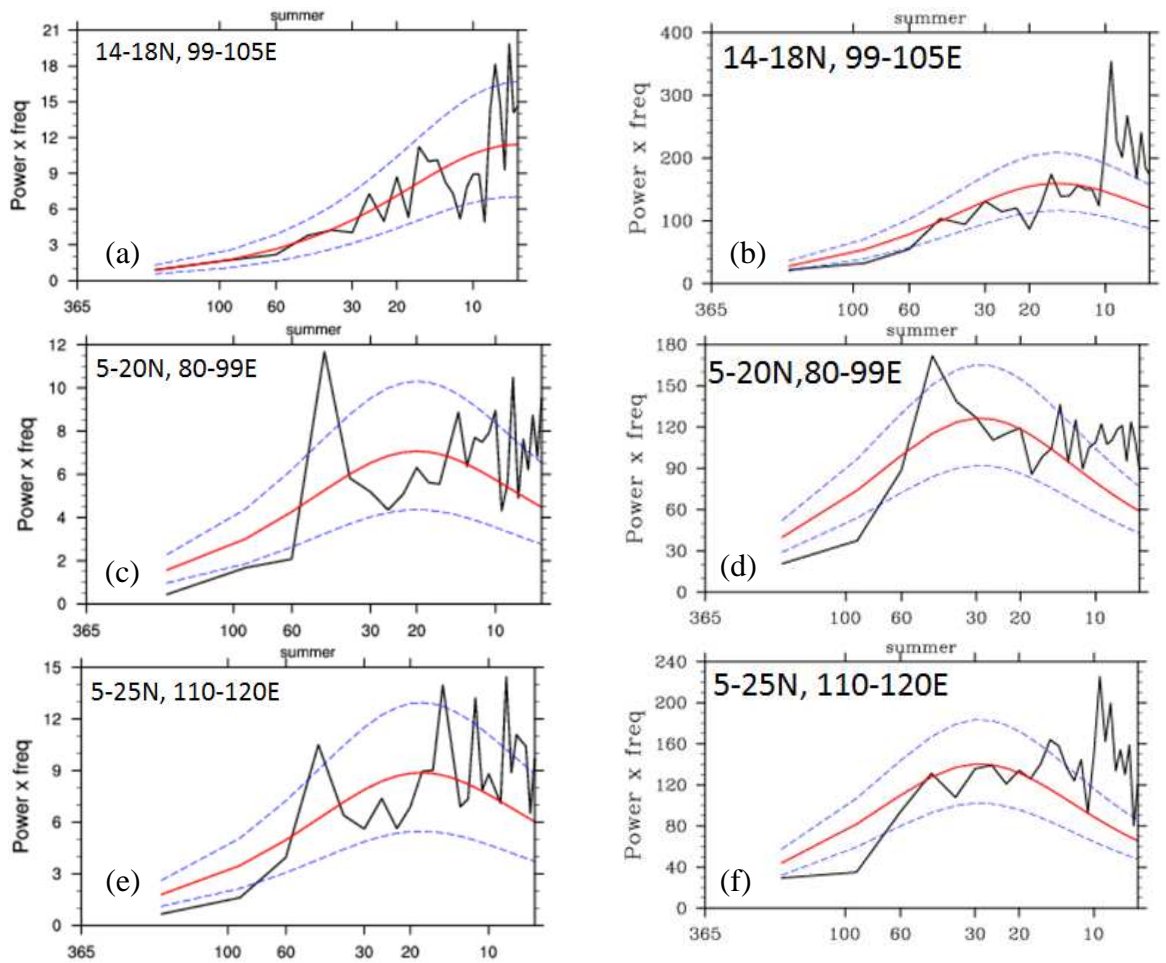 summer
21
18
15
12
9
6
3
0
Power x freq
14-18N, 99-105E
(a)
365 100 60 30 20 10
summer
400
300
200
100
0
Power x freq
14-18N, 99-105E
(b)
365 100 60 30 20 10
summer
12
10
8
6
4
2
0
Power x freq
5-20N, 80-99E
(c)
365 100 60 30 20 10
summer
180
150
120
90
60
30
0
Power x freq
5-20N,80-99E
(d)
365 100 60 30 20 10
summer
15
12
9
6
3
0
Power x freq
5-25N, 110-120E
(e)
365 100 60 30 20 10
summer
240
200
160
120
80
40
0
Power x freq
5-25N, 110-120E
(f)
365 100 60 30 20 10